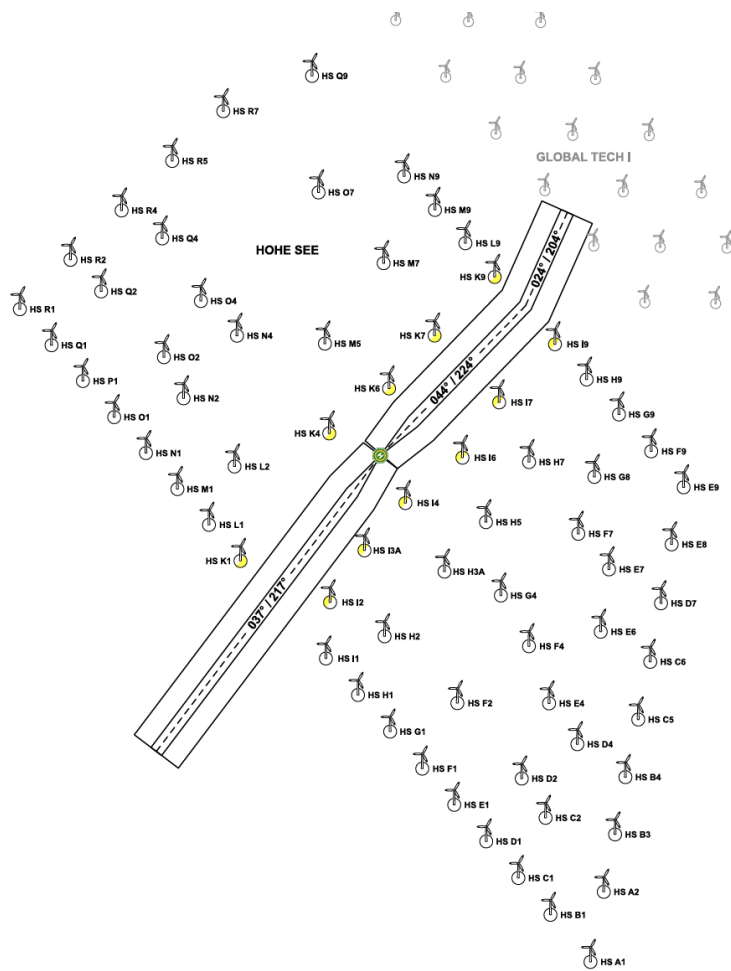 HS Q9
HS R7
GLOBAL TECH I
HS R5
HS N9
HS O7
HS R4
HS M9
HS Q4
HS L9
HOHE SEE
HS R2
HS M7
HS K9
024° / 204°
HS Q2
HS O4
HS R1
HS N4
HS K7
HS Q1
HS M5
HS I9
HS O2
HS P1
HS H9
HS K6
044° / 224°
HS N2
HS I7
HS O1
HS G9
HS K4
HS N1
HS F9
HS L2
HS I6
HS H7
HS G8
HS M1
HS E9
HS I4
HS L1
HS H5
HS F7
HS E8
HS I3A
HS K1
HS E7
HS H3A
HS G4
037° / 217°
HS I2
HS D7
HS E6
HS H2
HS F4
HS I1
HS C6
HS H1
HS F2
HS E4
HS C5
HS G1
HS D4
HS F1
HS D2
HS B4
HS E1
HS C2
HS B3
HS D1
HS C1
HS A2
HS B1
HS A1